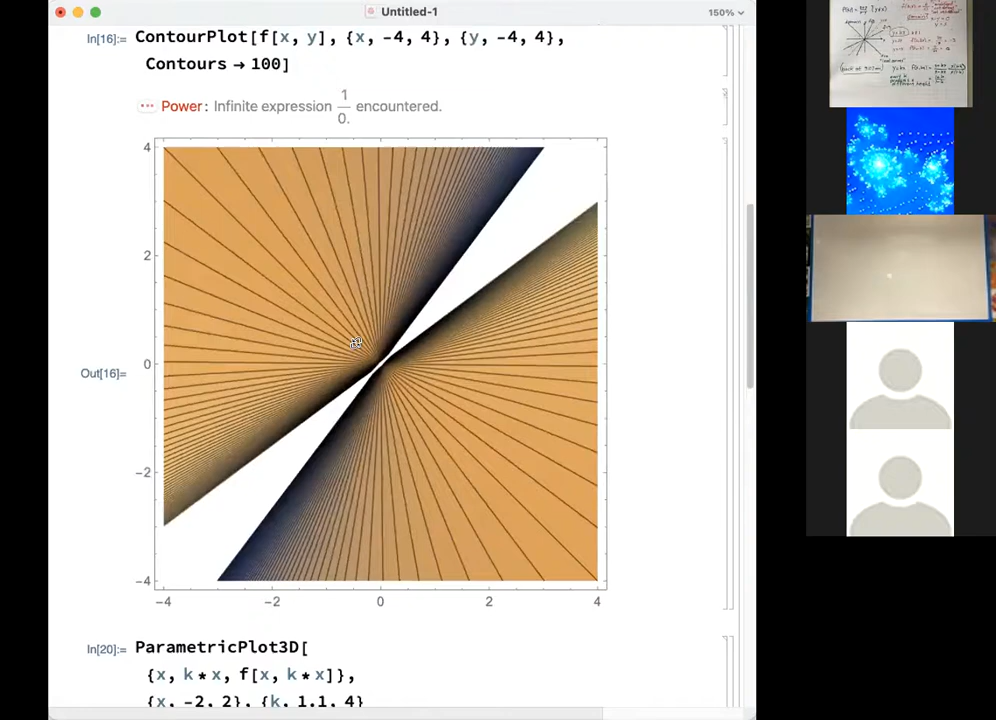 Untitled-1
150%
In[16]:= ContourPlot[f[x, y], {x, -4, 4}, {y, -4, 4},
Contours → 100]
Power: Infinite expression 1/0. encountered.
4
2
0
-2
-4
Out[16]=
-4 -2 0 2 4
In[20]:= ParametricPlot3D[
{x, k * x, f[x, k * x]},
{x, -2, 2}, {k, 1.1, 4}